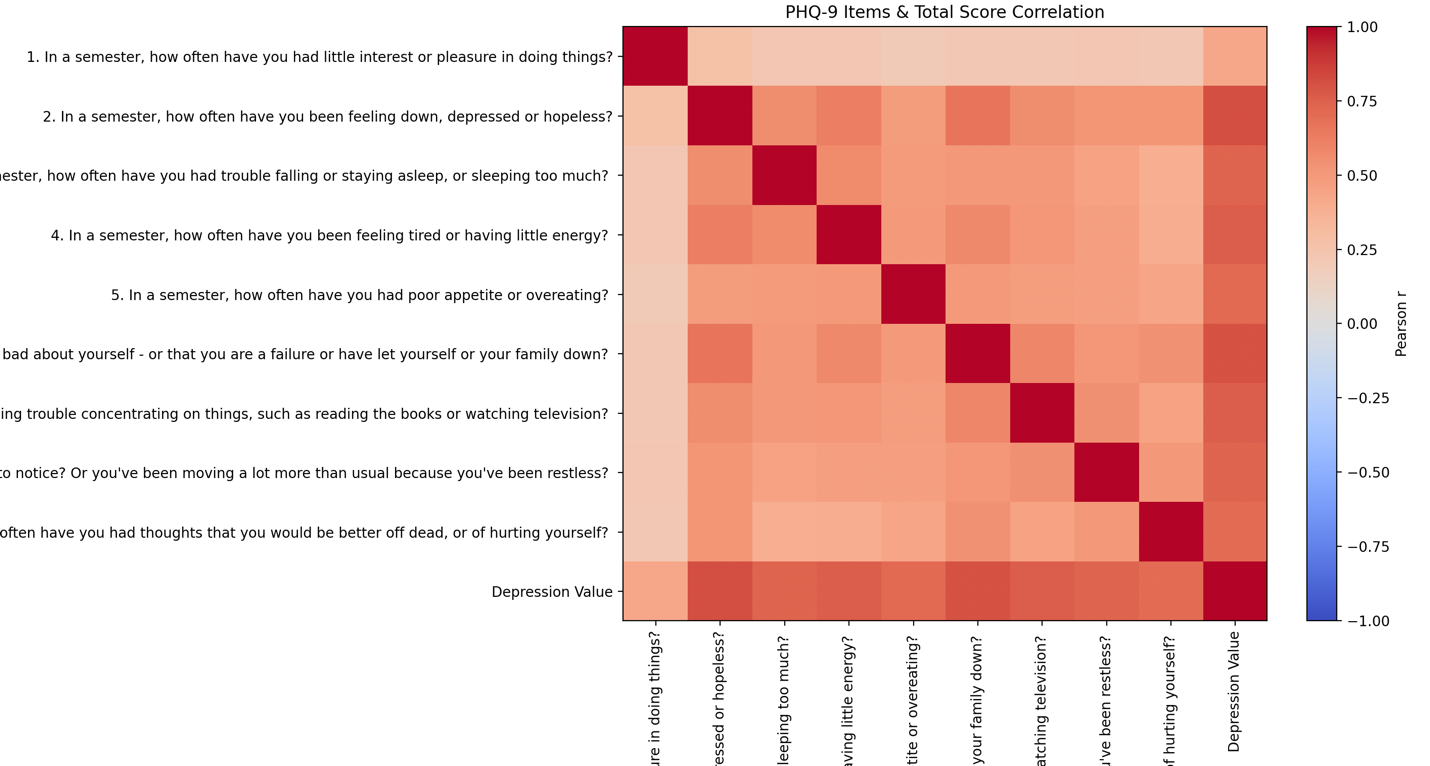 PHQ-9 Items & Total Score Correlation
1. In a semester, how often have you had little interest or pleasure in doing things?
2. In a semester, how often have you been feeling down, depressed or hopeless?
ester, how often have you had trouble falling or staying asleep, or sleeping too much?
4. In a semester, how often have you been feeling tired or having little energy?
5. In a semester, how often have you had poor appetite or overeating?
bad about yourself - or that you are a failure or have let yourself or your family down?
ing trouble concentrating on things, such as reading the books or watching television?
to notice? Or you've been moving a lot more than usual because you've been restless?
often have you had thoughts that you would be better off dead, or of hurting yourself?
Depression Value
ure in doing things?
ressed or hopeless?
leeping too much?
aving little energy?
tite or overeating?
your family down?
atching television?
u've been restless?
of hurting yourself?
Depression Value
1.00
0.75
0.50
0.25
0.00
−0.25
−0.50
−0.75
−1.00
Pearson r